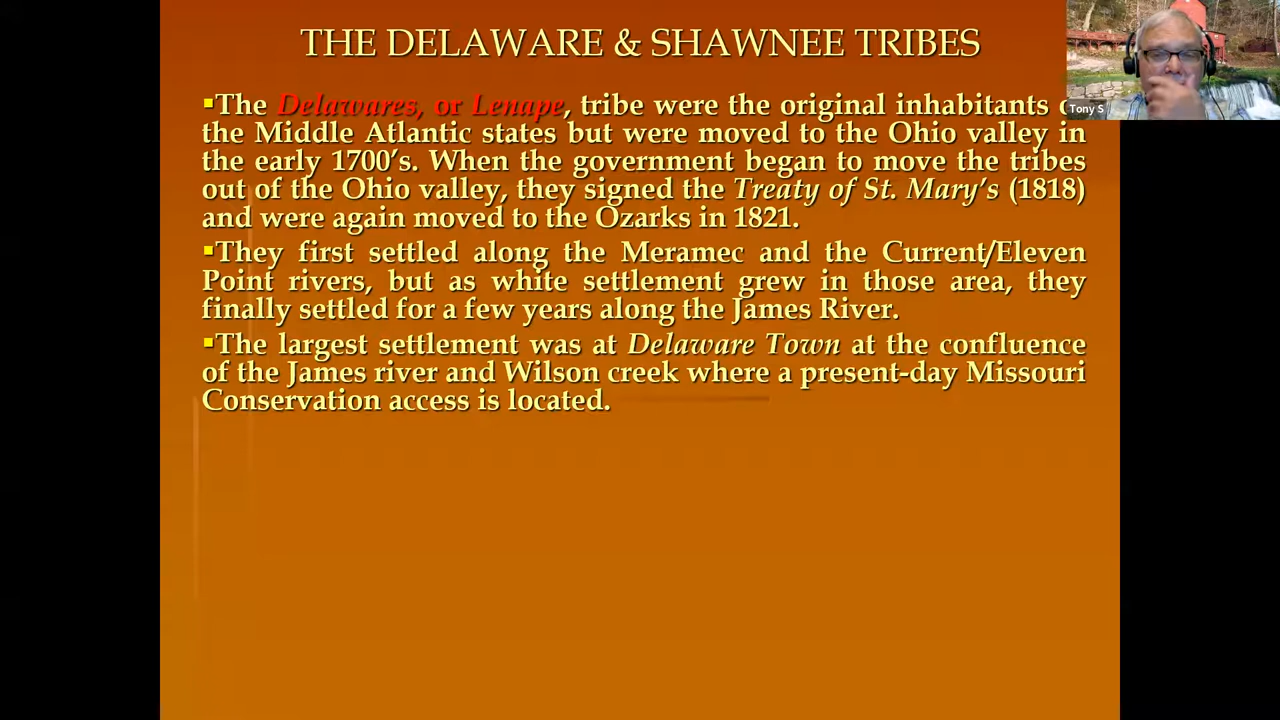 THE DELAWARE & SHAWNEE TRIBES
▪The Delawares, or Lenape, tribe were the original inhabitants
the Middle Atlantic states but were moved to the Ohio valley in
the early 1700’s. When the government began to move the tribes
out of the Ohio valley, they signed the Treaty of St. Mary’s (1818)
and were again moved to the Ozarks in 1821.
▪They first settled along the Meramec and the Current/Eleven
Point rivers, but as white settlement grew in those area, they
finally settled for a few years along the James River.
▪The largest settlement was at Delaware Town at the confluence
of the James river and Wilson creek where a present-day Missouri
Conservation access is located.
Tony S